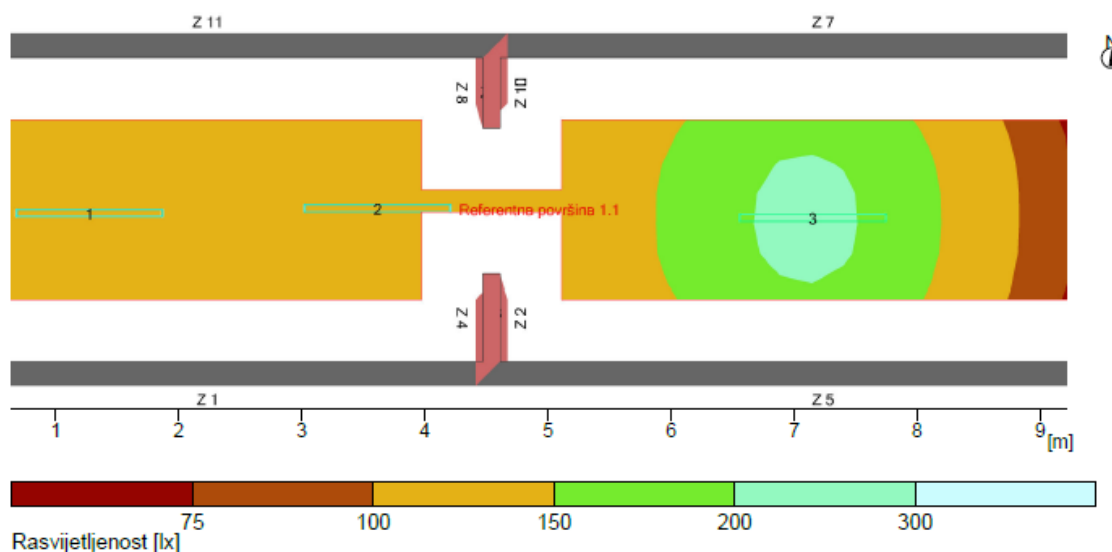 Z 11
Z 7
Z 8
Z 10
1
2
Referentna površina 1.1
3
Z 4
Z 2
Z 1
Z 5
1 2 3 4 5 6 7 8 9 [m]
75 100 150 200 300
Rasvijetljenost [lx]